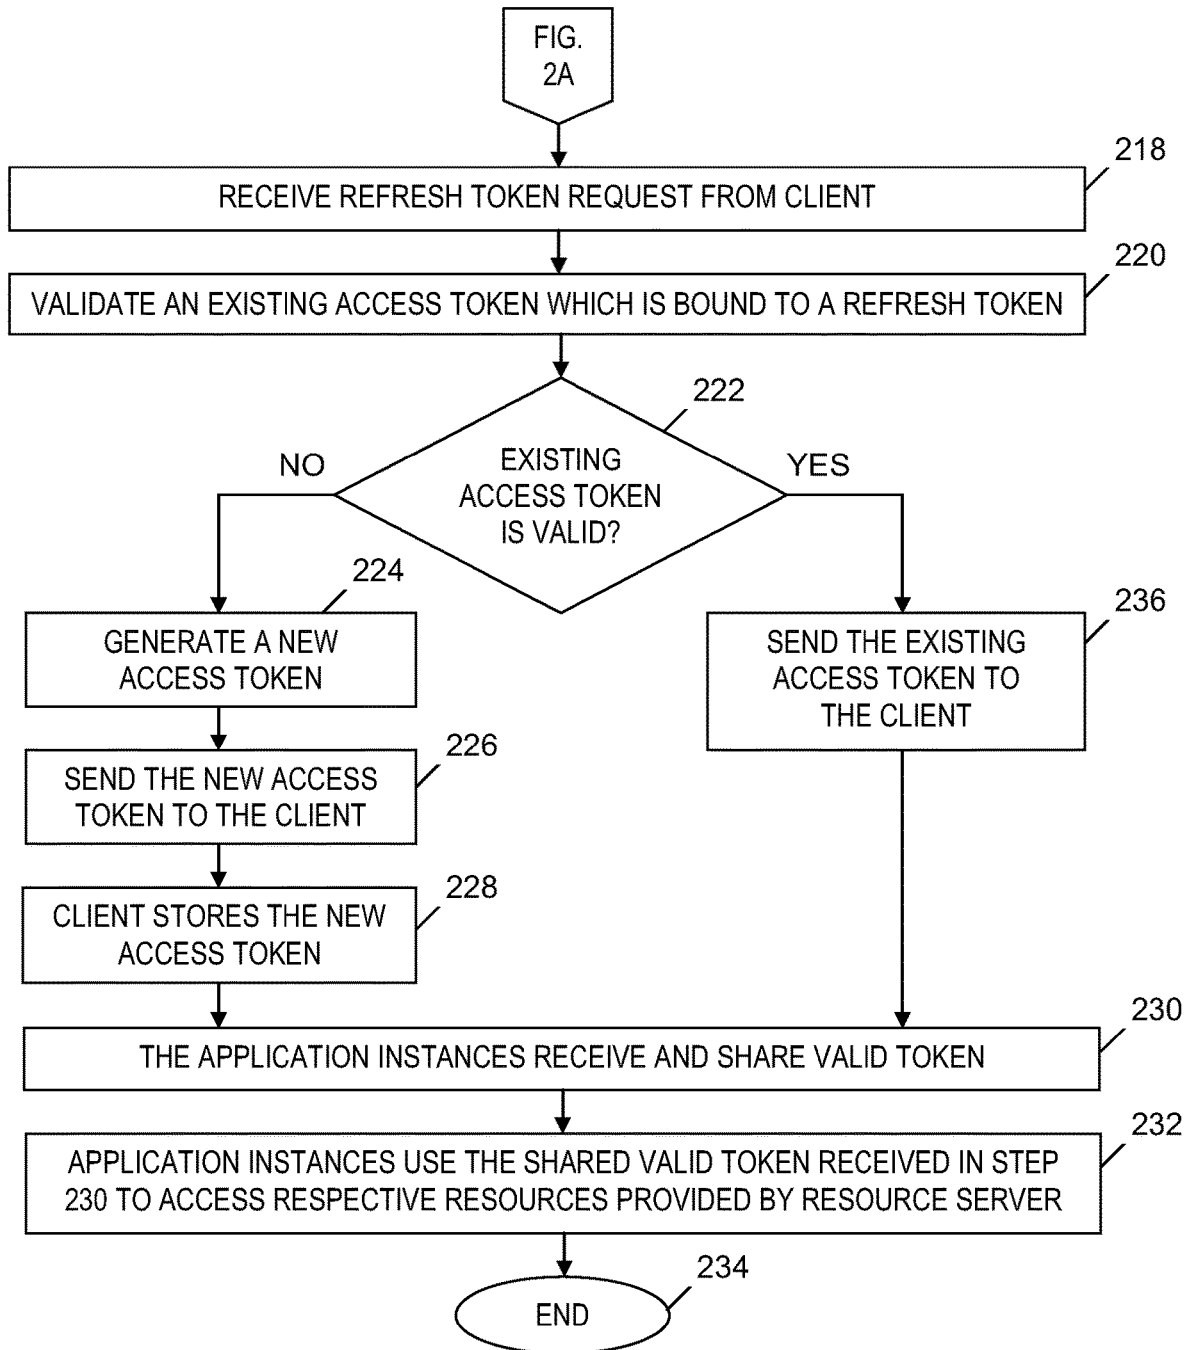 FIG.
2A
218
RECEIVE REFRESH TOKEN REQUEST FROM CLIENT
220
VALIDATE AN EXISTING ACCESS TOKEN WHICH IS BOUND TO A REFRESH TOKEN
222
NO
YES
EXISTING
ACCESS TOKEN
IS VALID?
224
GENERATE A NEW
ACCESS TOKEN
236
SEND THE EXISTING
ACCESS TOKEN TO
THE CLIENT
226
SEND THE NEW ACCESS
TOKEN TO THE CLIENT
228
CLIENT STORES THE NEW
ACCESS TOKEN
230
THE APPLICATION INSTANCES RECEIVE AND SHARE VALID TOKEN
232
APPLICATION INSTANCES USE THE SHARED VALID TOKEN RECEIVED IN STEP
230 TO ACCESS RESPECTIVE RESOURCES PROVIDED BY RESOURCE SERVER
234
END